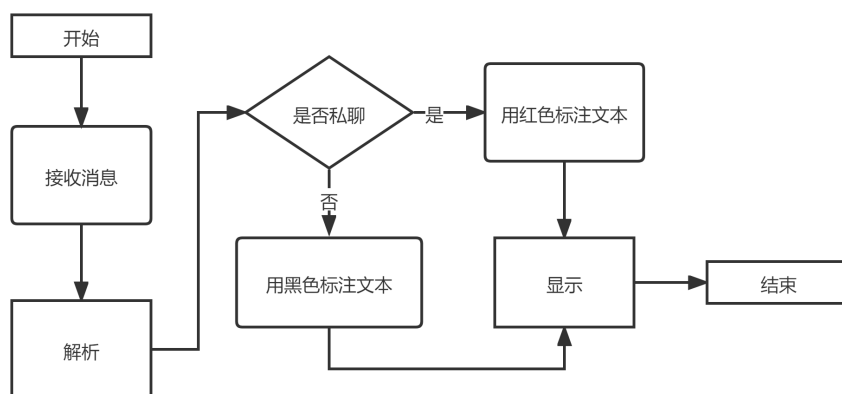 开始
接收消息
解析
是否私聊
是
否
用红色标注文本
用黑色标注文本
显示
结束